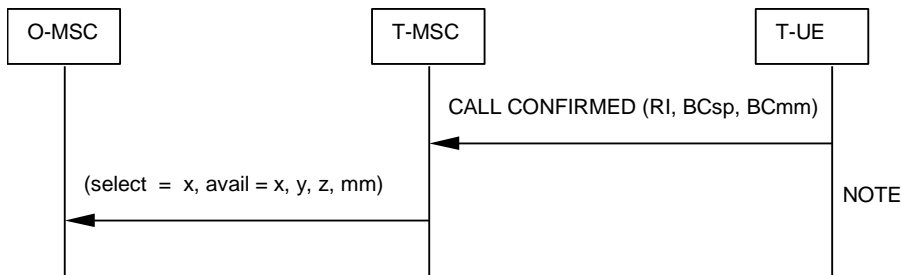 O-MSC
T-MSC
T-UE
CALL CONFIRMED (RI, BCsp, BCmm)
(select = x, avail = x, y, z, mm)
NOTE